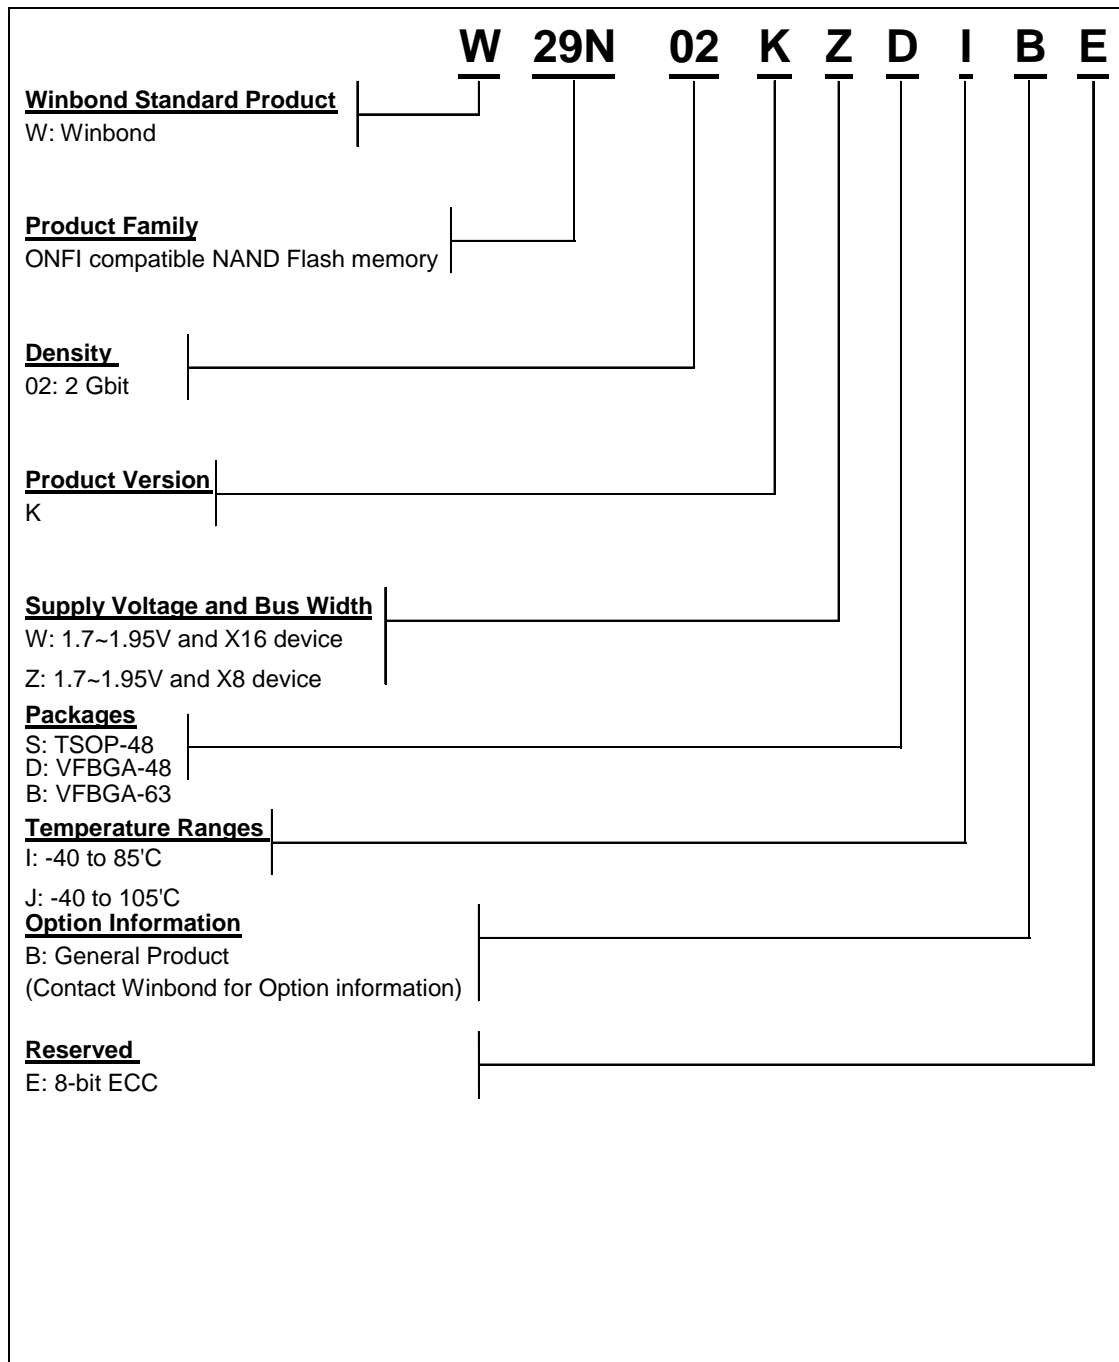 W 29N 02 K Z D I B E
Winbond Standard Product
W: Winbond
Product Family
ONFI compatible NAND Flash memory
Density
02: 2 Gbit
Product Version
K
Supply Voltage and Bus Width
W: 1.7~1.95V and X16 device
Z: 1.7~1.95V and X8 device
Packages
S: TSOP-48
D: VFBGA-48
B: VFBGA-63
Temperature Ranges
I: -40 to 85'C
J: -40 to 105'C
Option Information
B: General Product
(Contact Winbond for Option information)
Reserved
E: 8-bit ECC